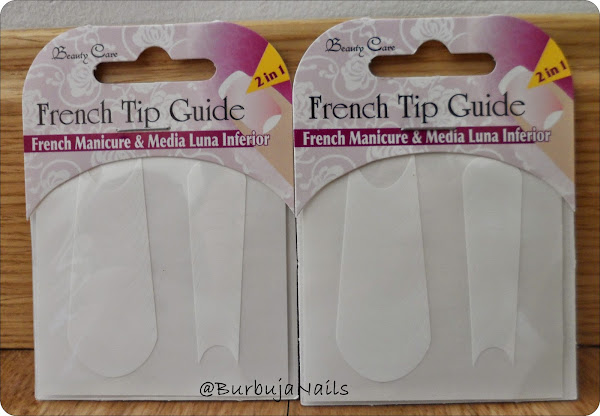 Beauty Care
2 in 1
French Tip Guide
French Manicure & Media Luna Inferior
Beauty Care
2 in 1
French Tip Guide
French Manicure & Media Luna Inferior
@BurbujaNails